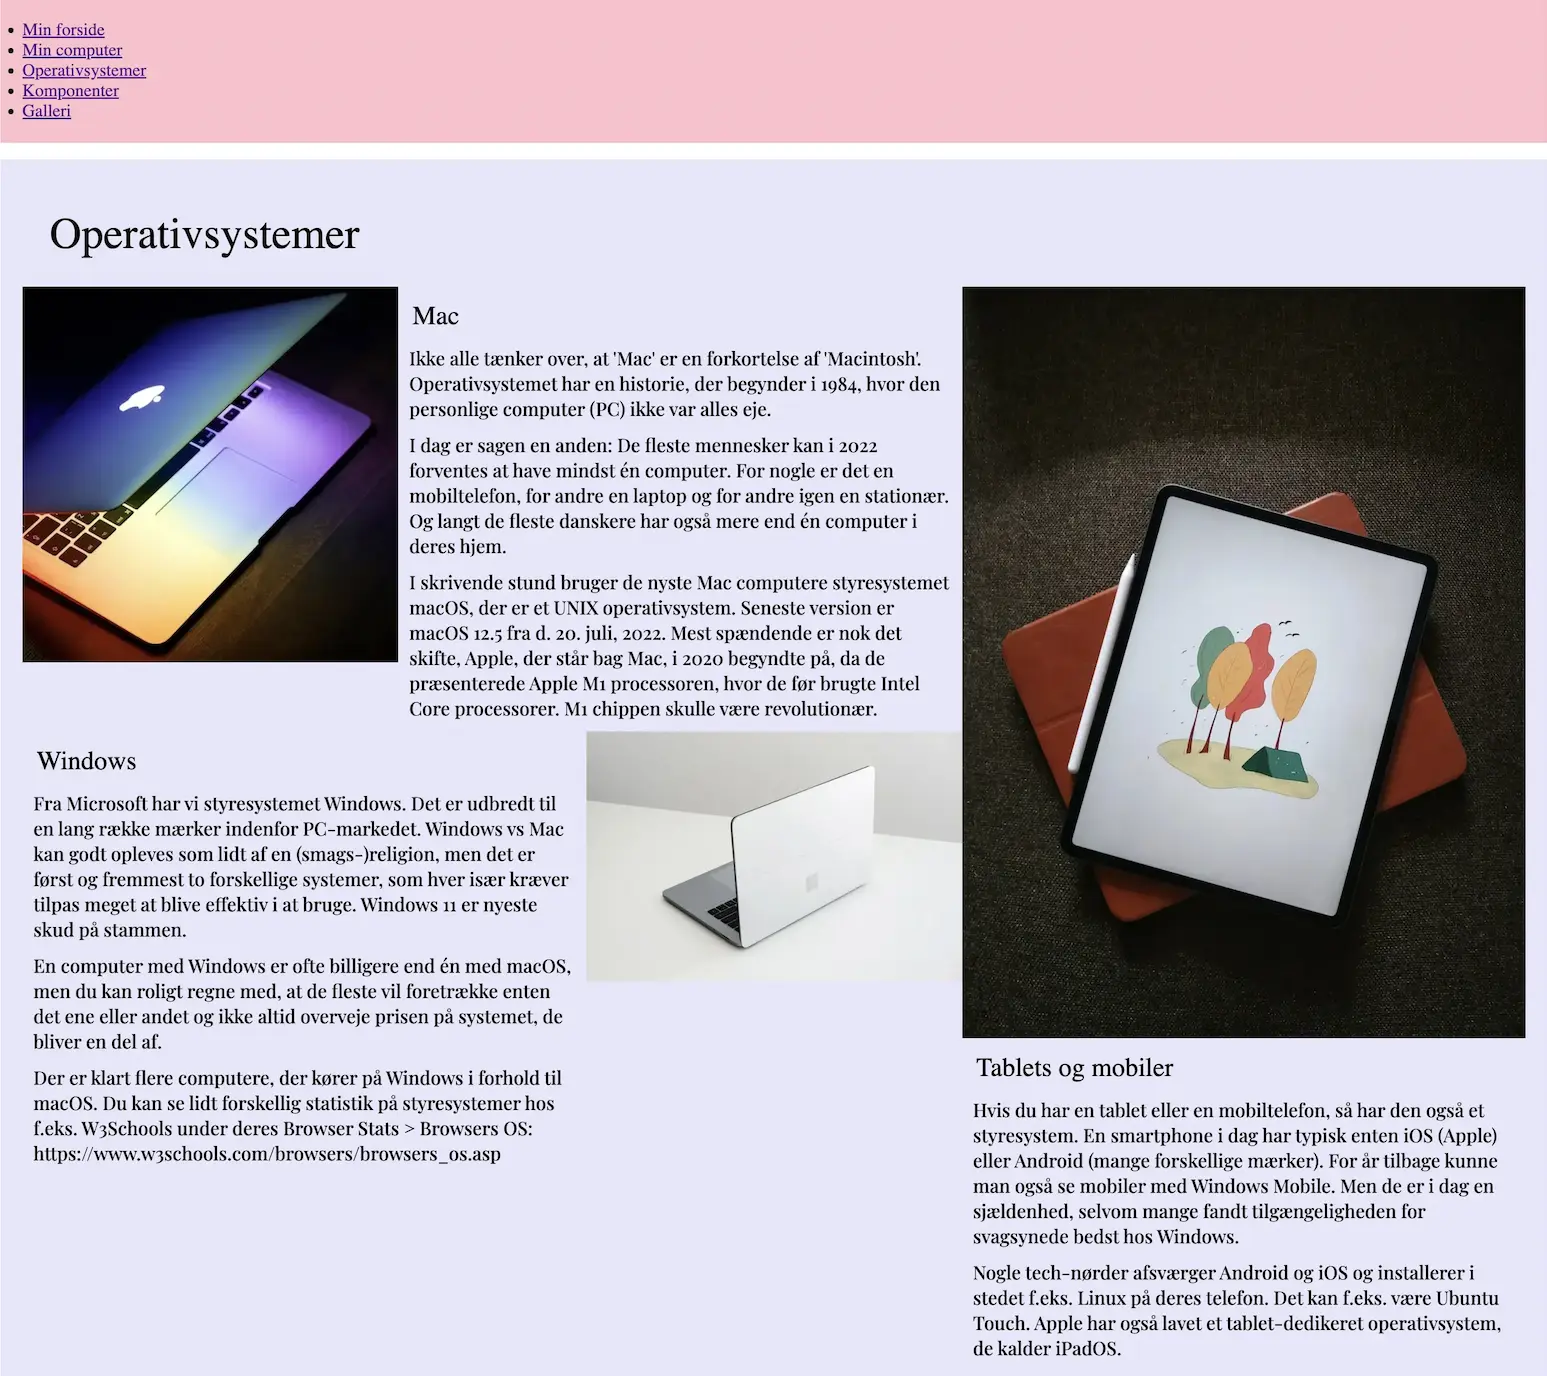 Min forside
Min computer
Operativsystemer
Komponenter
Galleri
Operativsystemer
Mac
Ikke alle tænker over, at 'Mac' er en forkortelse af 'Macintosh'.
Operativsystemet har en historie, der begynder i 1984, hvor den
personlige computer (PC) ikke var alles eje.
I dag er sagen en anden: De fleste mennesker kan i 2022
forventes at have mindst én computer. For nogle er det en
mobiltelefon, for andre en laptop og for andre igen en stationær.
Og langt de fleste danskere har også mere end én computer i
deres hjem.
I skrivende stund bruger de nyste Mac computere styresystemet
macOS, der er et UNIX operativsystem. Seneste version er
macOS 12.5 fra d. 20. juli, 2022. Mest spændende er nok det
skifte, Apple, der står bag Mac, i 2020 begyndte på, da de
præsenterede Apple M1 processoren, hvor de før brugte Intel
Core processorer. M1 chippen skulle være revolutionær.
Windows
Fra Microsoft har vi styresystemet Windows. Det er udbredt til
en lang række mærker indenfor PC-markedet. Windows vs Mac
kan godt opleves som lidt af en (smags-)religion, men det er
først og fremmest to forskellige systemer, som hver især kræver
tilpas meget at blive effektiv i at bruge. Windows 11 er nyeste
skud på stammen.
En computer med Windows er ofte billigere end én med macOS,
men du kan roligt regne med, at de fleste vil foretrække enten
det ene eller andet og ikke altid overveje prisen på systemet, de
bliver en del af.
Der er klart flere computere, der kører på Windows i forhold til
macOS. Du kan se lidt forskellig statistik på styresystemer hos
f.eks. W3Schools under deres Browser Stats > Browsers OS:
https://www.w3schools.com/browsers/browsers_os.asp
Tablets og mobiler
Hvis du har en tablet eller en mobiltelefon, så har den også et
styresystem. En smartphone i dag har typisk enten iOS (Apple)
eller Android (mange forskellige mærker). For år tilbage kunne
man også se mobiler med Windows Mobile. Men de er i dag en
sjældenhed, selvom mange fandt tilgængeligheden for
svagsynede bedst hos Windows.
Nogle tech-nørder afsværger Android og iOS og installerer i
stedet f.eks. Linux på deres telefon. Det kan f.eks. være Ubuntu
Touch. Apple har også lavet et tablet-dedikeret operativsystem,
de kalder iPadOS.